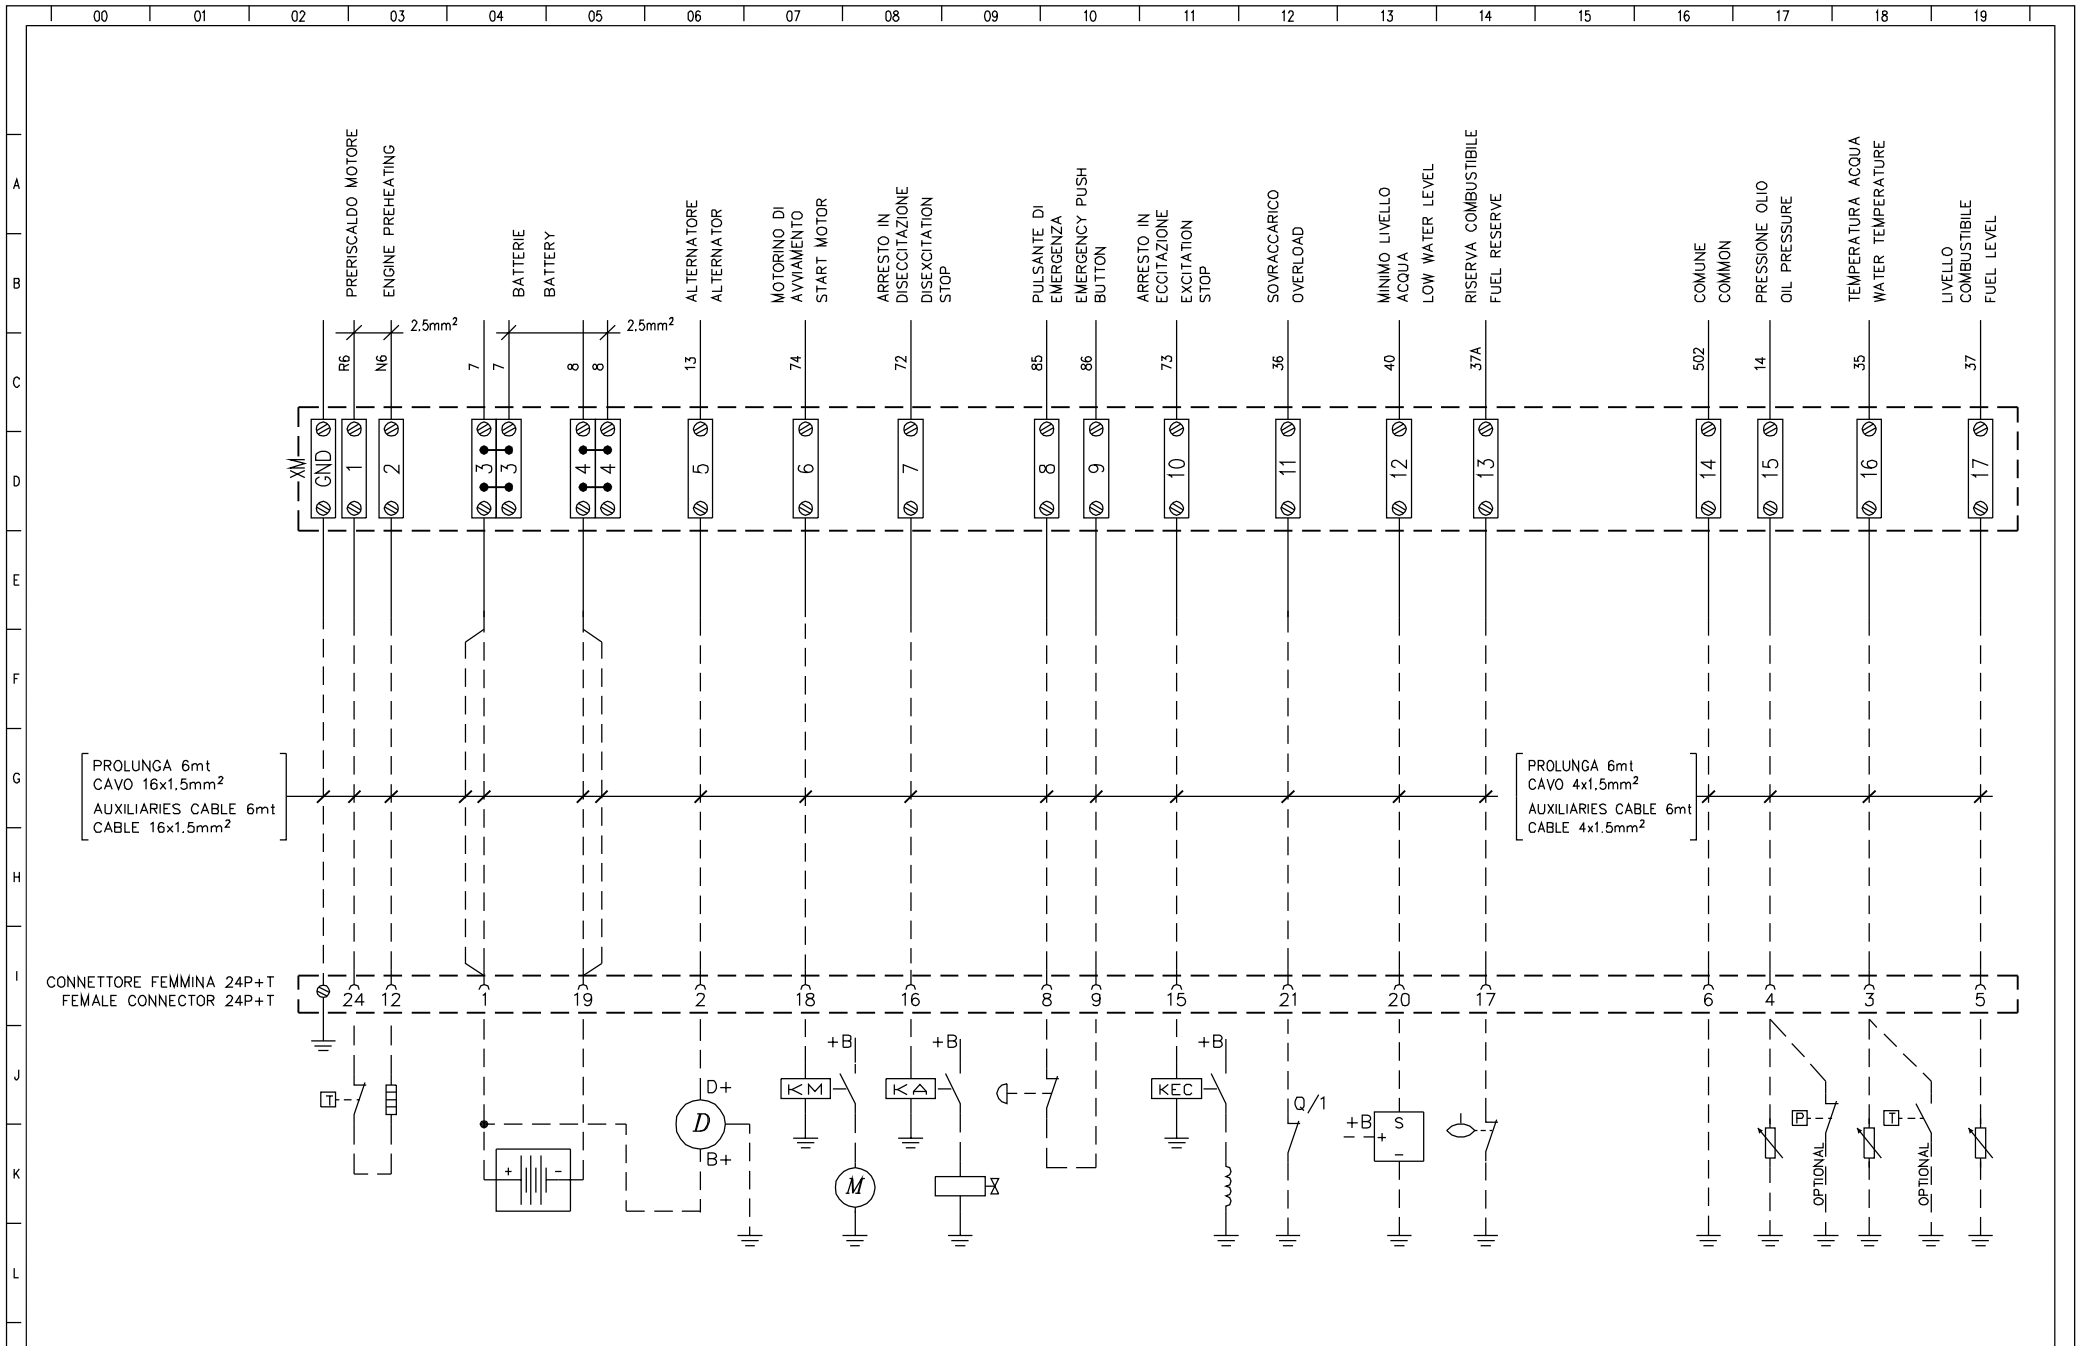 00 01 02 03 04 05 06 07 08 09 10 11 12 13 14 15 16 17 18 19
A
B
C
D
E
F
G
H
I
J
K
L
PRERISCALDO MOTORE
ENGINE PREHEATING
BATTERIE
BATTERY
ALTERNATORE
ALTERNATOR
MOTORINO DI
AVVIAMENTO
START MOTOR
ARRESTO IN
DISECCITAZIONE
DISEXCITATION
STOP
PULSANTE DI
EMERGENZA
EMERGENCY PUSH
BUTTON
ARRESTO IN
ECCITAZIONE
EXCITATION
STOP
SOVRACCARICO
OVERLOAD
MINIMO LIVELLO
ACQUA
LOW WATER LEVEL
RISERVA COMBUSTIBILE
FUEL RESERVE
COMUNE
COMMON
PRESSIONE OLIO
OIL PRESSURE
TEMPERATURA ACQUA
WATER TEMPERATURE
LIVELLO
COMBUSTIBILE
FUEL LEVEL
2,5mm² 2,5mm²
R6 N6 7 7 8 8 13 74 72 85 86 73 36 40 37A 502 14 35 37
XM GND 1 2 3 3 4 4 5 6 7 8 9 10 11 12 13 14 15 16 17
PROLUNGA 6mt
CAVO 16x1,5mm²
AUXILIARIES CABLE 6mt
CABLE 16x1.5mm²
PROLUNGA 6mt
CAVO 4x1,5mm²
AUXILIARIES CABLE 6mt
CABLE 4x1.5mm²
CONNETTORE FEMMINA 24P+T
FEMALE CONNECTOR 24P+T
24 12 1 19 2 18 16 8 9 15 21 20 17 6 4 3 5
+B +B +B
T D+ KM KA KEC
Q/1
D
B+
+ −
M
+B S
+
−
P T
OPTIONAL OPTIONAL